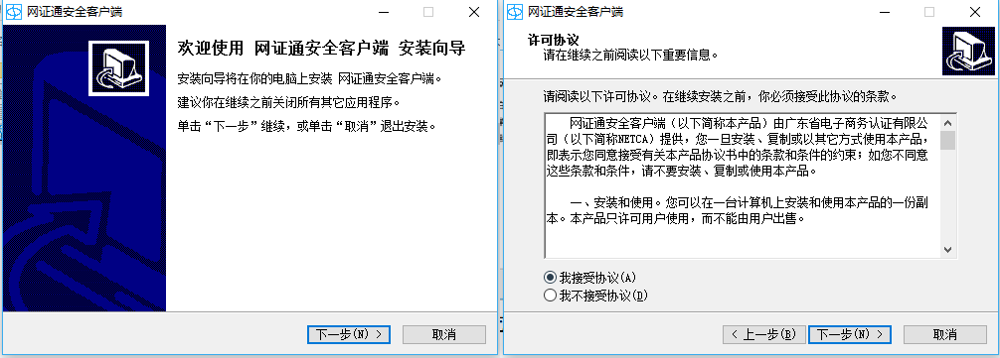 网证通安全客户端
欢迎使用 网证通安全客户端 安装向导
安装向导将在你的电脑上安装 网证通安全客户端。
建议你在继续之前关闭所有其它应用程序。
单击“下一步”继续，或单击“取消”退出安装。
下一步(N) >
取消
网证通安全客户端
许可协议
请在继续之前阅读以下重要信息。
请阅读以下许可协议。在继续安装之前，你必须接受此协议的条款。
网证通安全客户端（以下简称本产品）由广东省电子商务认证有限公
司（以下简称NETCA）提供，您一旦安装、复制或以其它方式使用本产品，
即表示您同意接受有关本产品协议书中的条款和条件的约束；如您不同意
这些条款和条件，请不要安装、复制或使用本产品。
一、安装和使用。您可以在一台计算机上安装和使用本产品的一份副
本。本产品只许可用户使用，而不能由用户出售。
我接受协议(A)
我不接受协议(D)
< 上一步(B)
下一步(N) >
取消